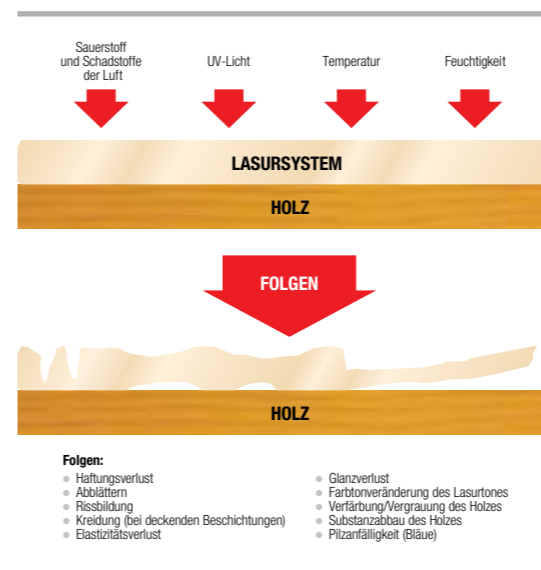 Sauerstoff
und Schadstoffe
der Luft
UV-Licht
Temperatur
Feuchtigkeit
LASURSYSTEM
HOLZ
FOLGEN
HOLZ
Folgen:
Haftungsverlust
Abblättern
Rissbildung
Kreidung (bei deckenden Beschichtungen)
Elastizitätsverlust
Glanzverlust
Farbtonveränderung des Lasurtones
Verfärbung/Vergrauung des Holzes
Substanzabbau des Holzes
Pilzanfälligkeit (Bläue)